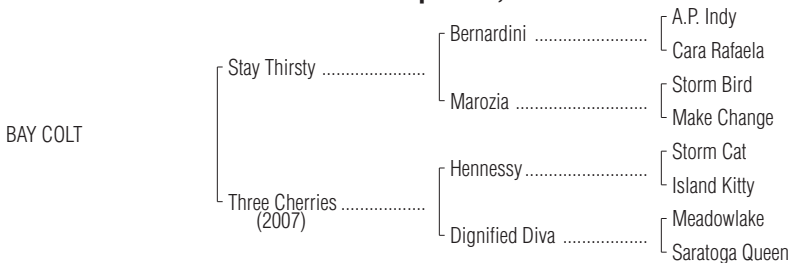 A.P. Indy
Bernardini ........................
Cara Rafaela
Stay Thirsty ......................
Storm Bird
Marozia ............................
Make Change
BAY COLT
Storm Cat
Hennessy..........................
Island Kitty
Three Cherries ..................
(2007)
Meadowlake
Dignified Diva ..................
Saratoga Queen